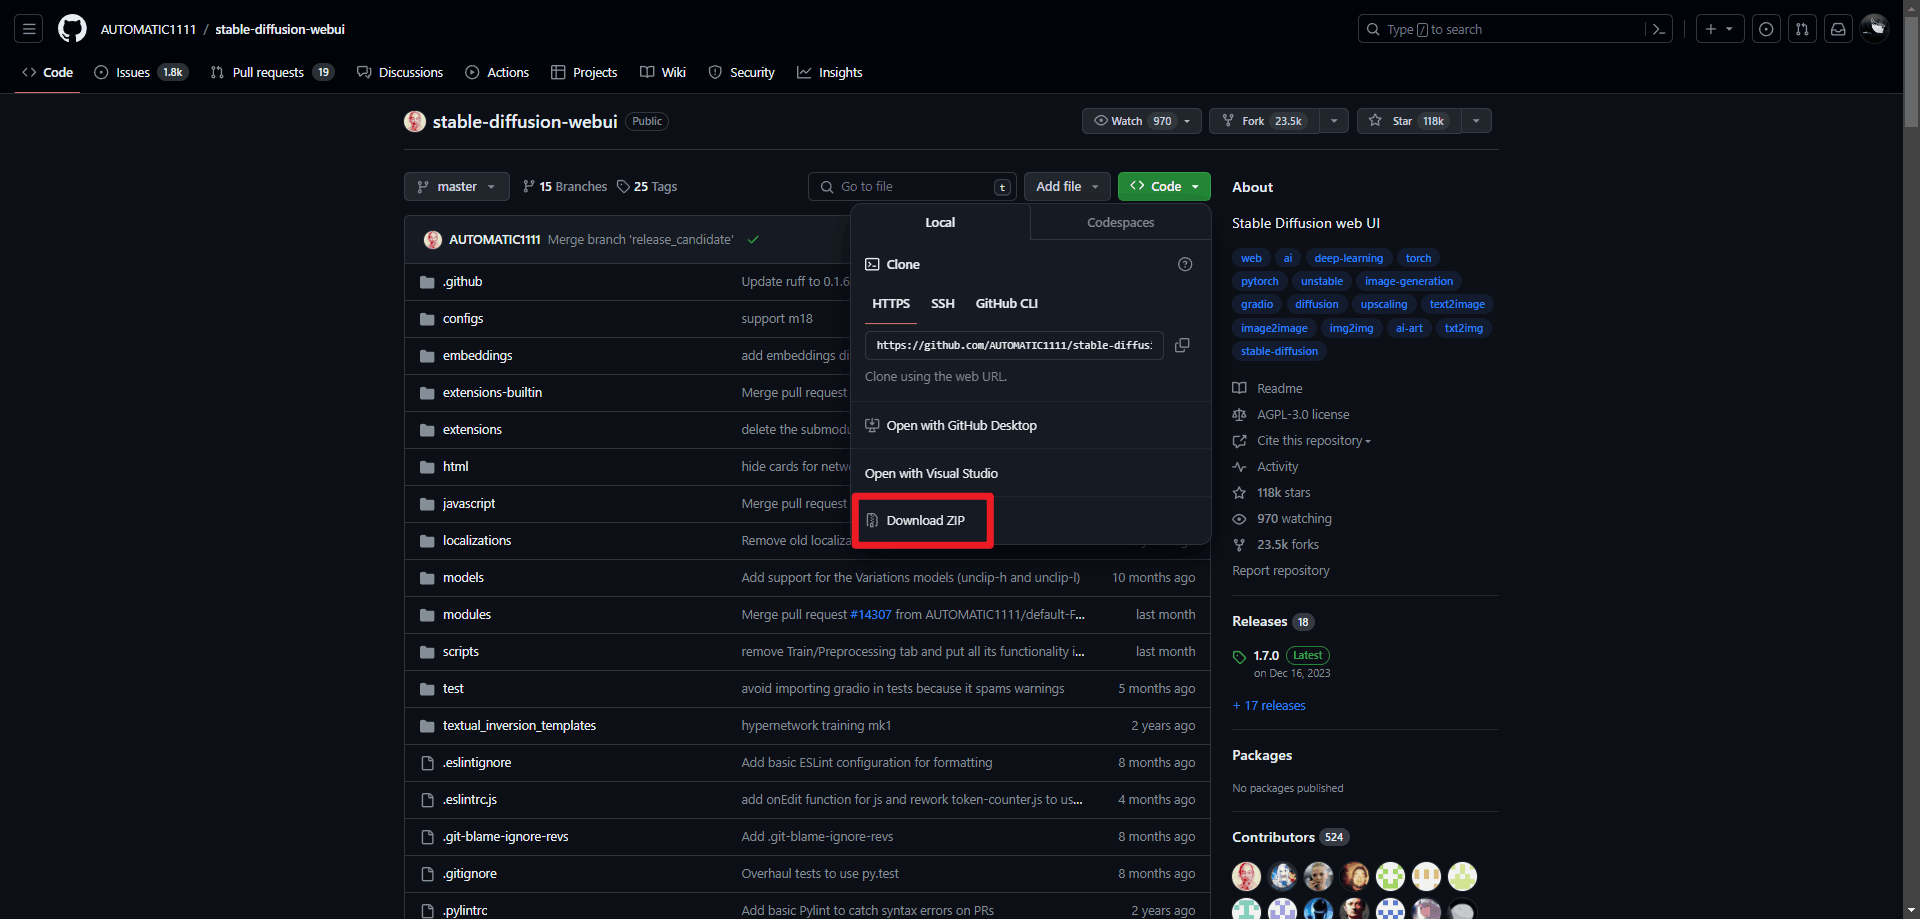 AUTOMATIC1111 / stable-diffusion-webui
Type / to search
Code
Issues 1.8k
Pull requests 19
Discussions
Actions
Projects
Wiki
Security
Insights
stable-diffusion-webui Public
Watch 970
Fork 23.5k
Star 118k
master
15 Branches
25 Tags
Go to file t
Add file
Code
Local
Codespaces
Clone
HTTPS SSH GitHub CLI
https://github.com/AUTOMATIC1111/stable-diffusi
Clone using the web URL.
Open with GitHub Desktop
Open with Visual Studio
Download ZIP
AUTOMATIC1111 Merge branch 'release_candidate'
.github Update ruff to 0.1.6
configs support m18
embeddings add embeddings di
extensions-builtin Merge pull request
extensions delete the submodu
html hide cards for netw
javascript Merge pull request
localizations Remove old localiza
models Add support for the Variations models (unclip-h and unclip-l) 10 months ago
modules Merge pull request #14307 from AUTOMATIC1111/default-F... last month
scripts remove Train/Preprocessing tab and put all its functionality i... last month
test avoid importing gradio in tests because it spams warnings 5 months ago
textual_inversion_templates hypernetwork training mk1 2 years ago
.eslintignore Add basic ESLint configuration for formatting 8 months ago
.eslintrc.js add onEdit function for js and rework token-counter.js to us... 4 months ago
.git-blame-ignore-revs Add .git-blame-ignore-revs 8 months ago
.gitignore Overhaul tests to use py.test 8 months ago
.pylintrc Add basic Pylint to catch syntax errors on PRs 2 years ago
About
Stable Diffusion web UI
web ai deep-learning torch
pytorch unstable image-generation
gradio diffusion upscaling text2image
image2image img2img ai-art txt2img
stable-diffusion
Readme
AGPL-3.0 license
Cite this repository
Activity
118k stars
970 watching
23.5k forks
Report repository
Releases 18
1.7.0 Latest
on Dec 16, 2023
+ 17 releases
Packages
No packages published
Contributors 524